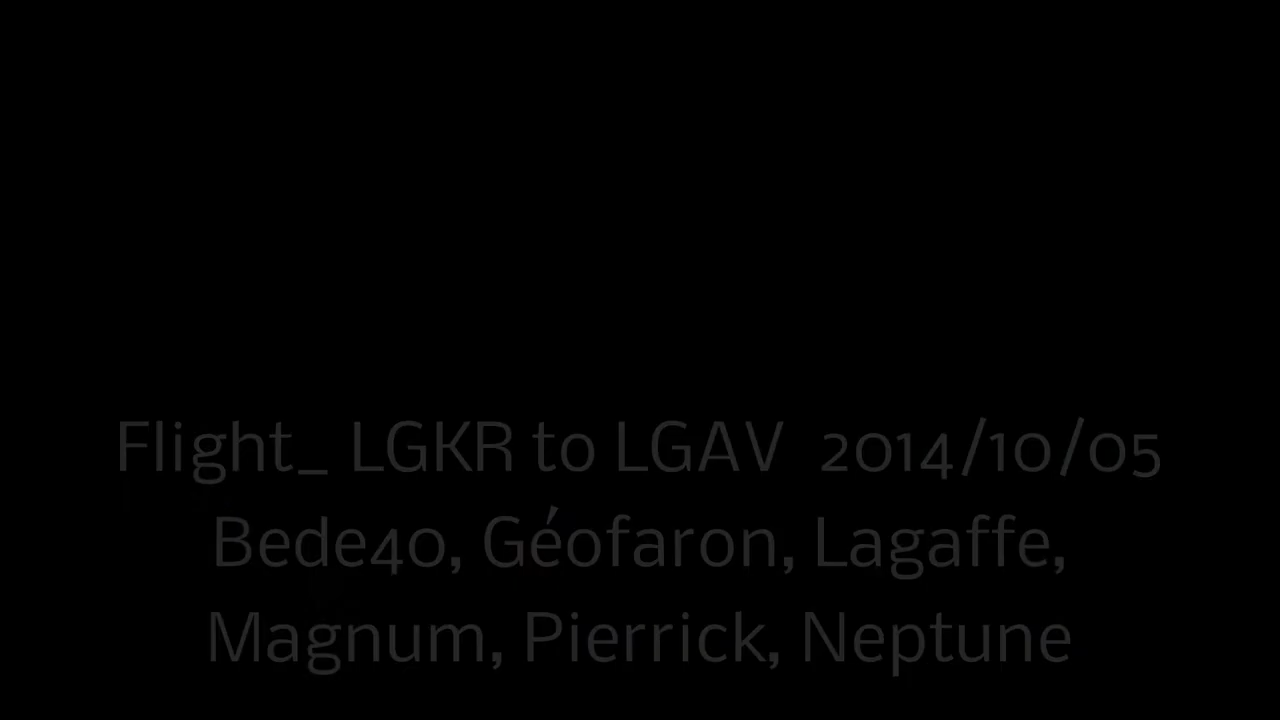 Flight_ LGKR to LGAV  2014/10/05
Bede40, Géofaron, Lagaffe,
Magnum, Pierrick, Neptune